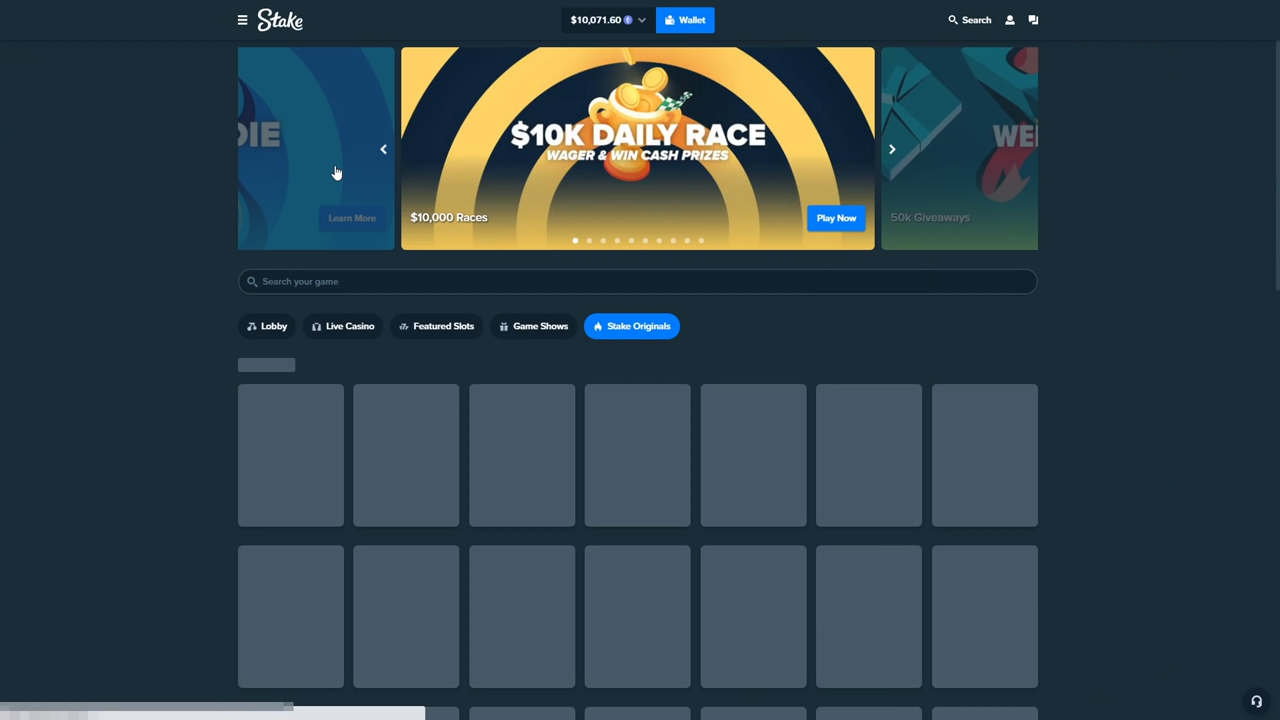 Stake
$10,071.60
Wallet
Search
DIE
Learn More
$10K DAILY RACE
WAGER & WIN CASH PRIZES
$10,000 Races
Play Now
WE
50k Giveaways
Search your game
Lobby
Live Casino
Featured Slots
Game Shows
Stake Originals